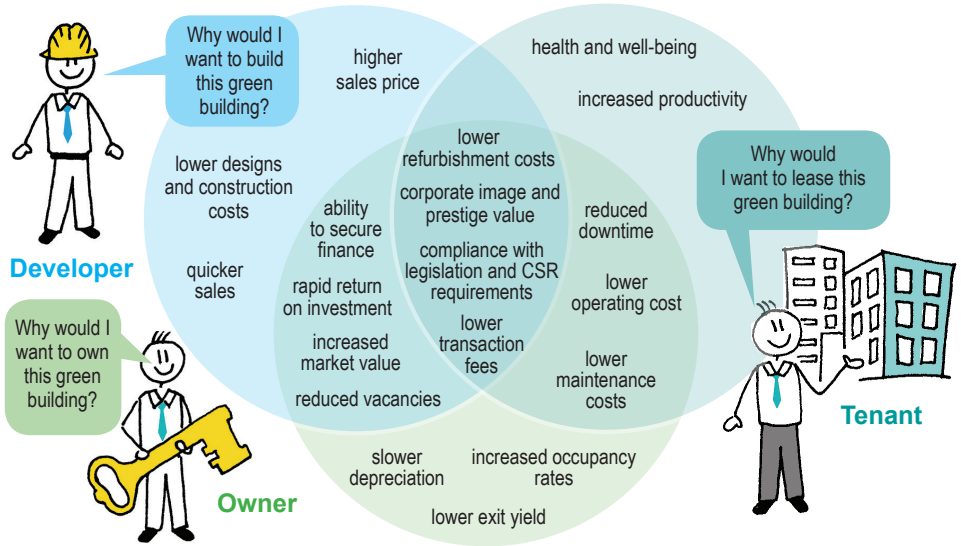 Why would I
want to build
this green
building?
Developer
higher
sales price
lower designs
and construction
costs
quicker
sales
health and well-being
increased productivity
Why would
I want to lease this
green building?
Tenant
lower
refurbishment costs
corporate image and
prestige value
compliance with
legislation and CSR
requirements
lower
transaction
fees
ability
to secure
finance
rapid return
on investment
increased
market value
reduced vacancies
reduced
downtime
lower
operating cost
lower
maintenance
costs
Why would I
want to own
this green
building?
Owner
slower
depreciation
increased occupancy
rates
lower exit yield